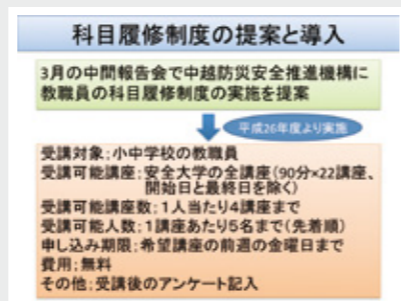 科目履修制度の提案と導入
3月の中間報告会で中越防災安全推進機構に
教職員の科目履修制度の実施を提案
平成26年度より実施
受講対象:小中学校の教職員
受講可能講座:安全大学の全講座(90分×22講座、
開始日と最終日を除く)
受講可能講座数:1人当たり4講座まで
受講可能人数:1講座あたり5名まで(先着順)
申し込み期限:希望講座の前週の金曜日まで
費用:無料
その他:受講後のアンケート記入